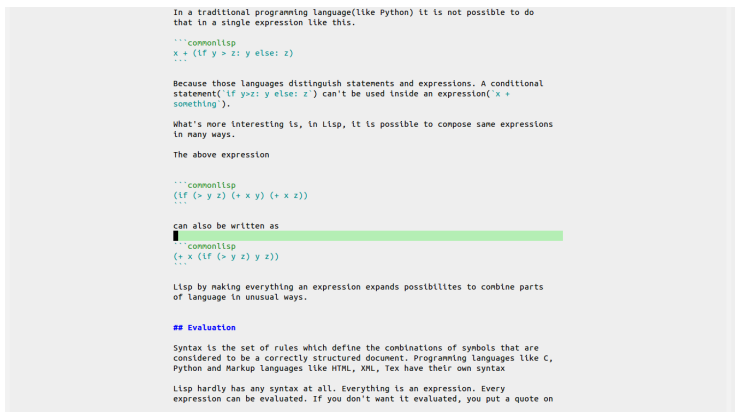 In a traditional programming language(like Python) it is not possible to do
that in a single expression like this.
```commonlisp
x + (if y > z: y else: z)
```
Because those languages distinguish statements and expressions. A conditional
statement(`if y>z: y else: z`) can't be used inside an expression(`x +
something`).
What's more interesting is, in Lisp, it is possible to compose same expressions
in many ways.
The above expression
```commonlisp
(if (> y z) (+ x y) (+ x z))
```
can also be written as
```commonlisp
(+ x (if (> y z) y z))
```
Lisp by making everything an expression expands possibilites to combine parts
of language in unusual ways.
## Evaluation
Syntax is the set of rules which define the combinations of symbols that are
considered to be a correctly structured document. Programming languages like C,
Python and Markup languages like HTML, XML, Tex have their own syntax
Lisp hardly has any syntax at all. Everything is an expression. Every
expression can be evaluated. If you don't want it evaluated, you put a quote on